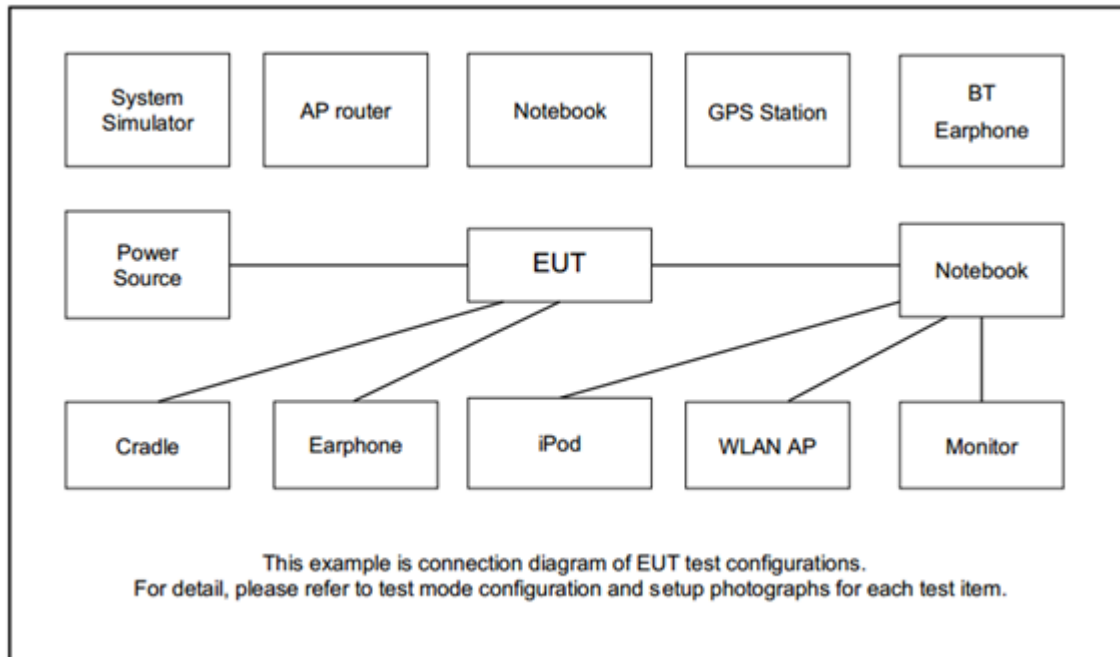 System
Simulator
AP router
Notebook
GPS Station
BT
Earphone
Power
Source
EUT
Notebook
Cradle
Earphone
iPod
WLAN AP
Monitor
This example is connection diagram of EUT test configurations.
For detail, please refer to test mode configuration and setup photographs for each test item.